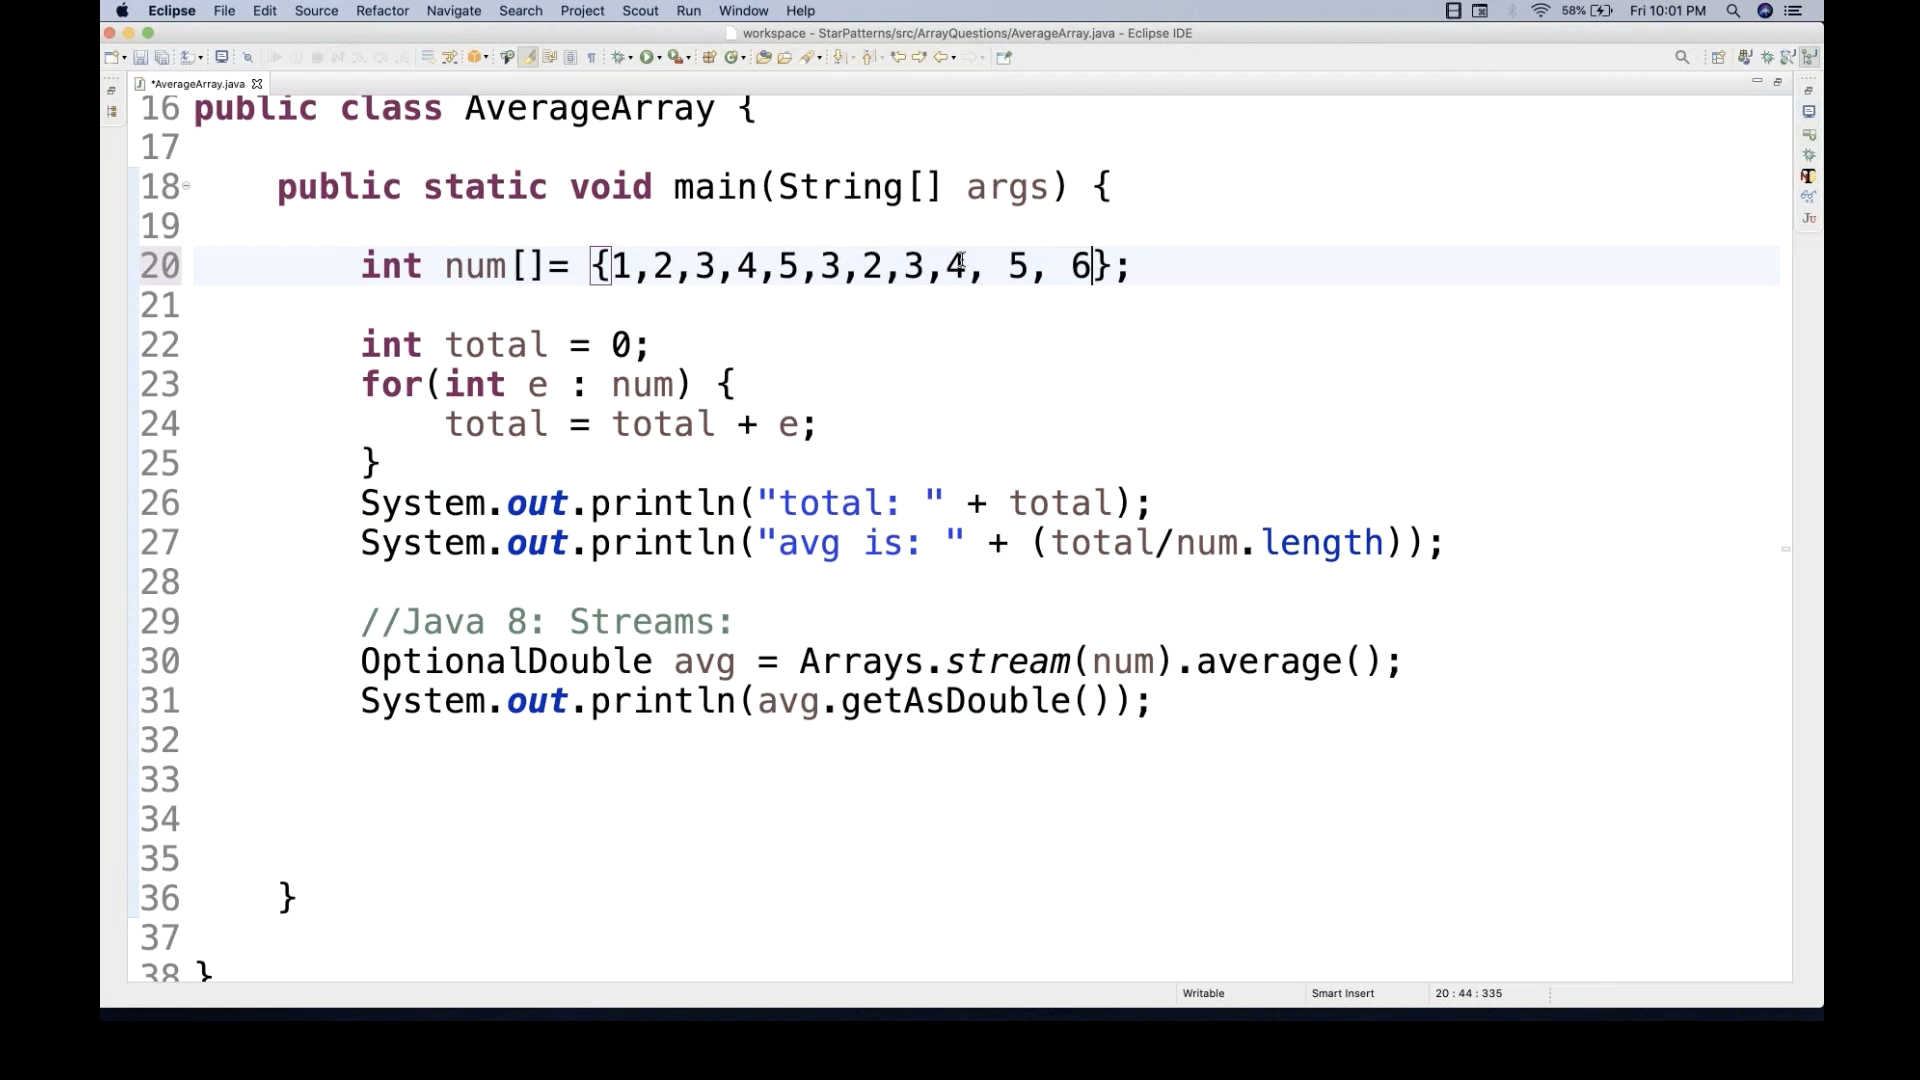 Eclipse File Edit Source Refactor Navigate Search Project Scout Run Window Help 58% Fri 10:01 PM
workspace - StarPatterns/src/ArrayQuestions/AverageArray.java - Eclipse IDE
*AverageArray.java
16 public class AverageArray {
17
18 public static void main(String[] args) {
19
20 int num[]= {1,2,3,4,5,3,2,3,4, 5, 6};
21
22 int total = 0;
23 for(int e : num) {
24 total = total + e;
25 }
26 System.out.println("total: " + total);
27 System.out.println("avg is: " + (total/num.length));
28
29 //Java 8: Streams:
30 OptionalDouble avg = Arrays.stream(num).average();
31 System.out.println(avg.getAsDouble());
32
33
34
35
36 }
37
38 }
Writable Smart Insert 20 : 44 : 335